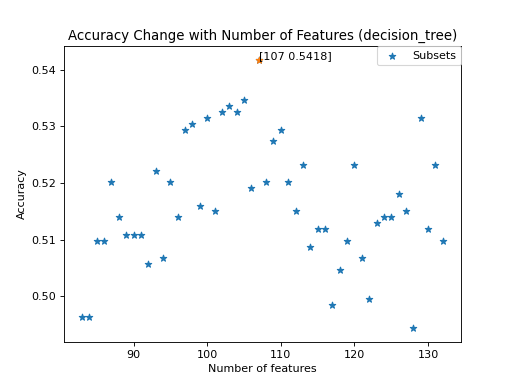 Accuracy Change with Number of Features (decision_tree)
[107 0.5418]
Subsets
0.54
0.53
0.52
0.51
0.50
Accuracy
90 100 110 120 130
Number of features